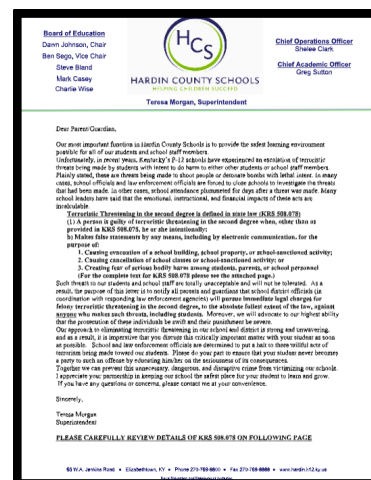 Board of Education
Dawn Johnson, Chair
Ben Sego, Vice Chair
Steve Bland
Mark Casey
Charlie Wise
HCS
HARDIN COUNTY SCHOOLS
HELPING CHILDREN SUCCEED
Chief Operations Officer
Shelee Clark
Chief Academic Officer
Greg Sutton
Teresa Morgan, Superintendent
Dear Parent/Guardian,
Our most important function in Hardin County Schools is to provide the safest learning environment
possible for all of our students and school staff members.
Unfortunately, in recent years, Kentucky's P-12 schools have experienced an escalation of terroristic
threats being made by students with intent to do harm to either other students or school staff members.
Plainly stated, these are threats being made to shoot people or detonate bombs with lethal intent. In many
cases, school officials and law enforcement officials are forced to close schools to investigate the threats
that had been made. In other cases, school attendance plummeted for days after a threat was made. Many
school leaders have said that the emotional, instructional, and financial impacts of these acts are
incalculable.
Terroristic Threatening in the second degree is defined in state law (KRS 508.078)
(1) A person is guilty of terroristic threatening in the second degree when, other than as
provided in KRS 508.075, he or she intentionally:
b) Makes false statements by any means, including by electronic communication, for the
purpose of:
1. Causing evacuation of a school building, school property, or school-sanctioned activity;
2. Causing cancellation of school classes or school-sanctioned activity; or
3. Creating fear of serious bodily harm among students, parents, or school personnel
(For the complete text for KRS 508.078 please see the attached page.)
Such threats to our students and school staff are totally unacceptable and will not be tolerated. As a
result, the purpose of this letter is to notify all parents and guardians that school district officials (in
coordination with responding law enforcement agencies) will pursue immediate legal charges for
felony terroristic threatening in the second degree, to the absolute fullest extent of the law, against
anyone who makes such threats, including students. Moreover, we will advocate to our highest ability
that the prosecution of these individuals be swift and their punishment be severe.
Our approach to eliminating terroristic threatening in our school and district is strong and unwavering,
and as a result, it is imperative that you discuss this critically important matter with your student as soon
as possible. School and law enforcement officials are determined to put a halt to these willful acts of
terrorism being made toward our students. Please do your part to ensure that your student never becomes
a party to such an offense by educating him/her on the seriousness of its consequences.
Together we can prevent this unnecessary, dangerous, and disruptive crime from victimizing our schools.
I appreciate your partnership in keeping our school the safest place for your student to learn and grow.
If you have any questions or concerns, please contact me at your convenience.
Sincerely,
Teresa Morgan
Superintendent
PLEASE CAREFULLY REVIEW DETAILS OF KRS 508.078 ON FOLLOWING PAGE
65 W.A. Jenkins Road • Elizabethtown, KY • Phone 270-769-8800 • Fax 270-769-8888 • www.hardin.k12.ky.us